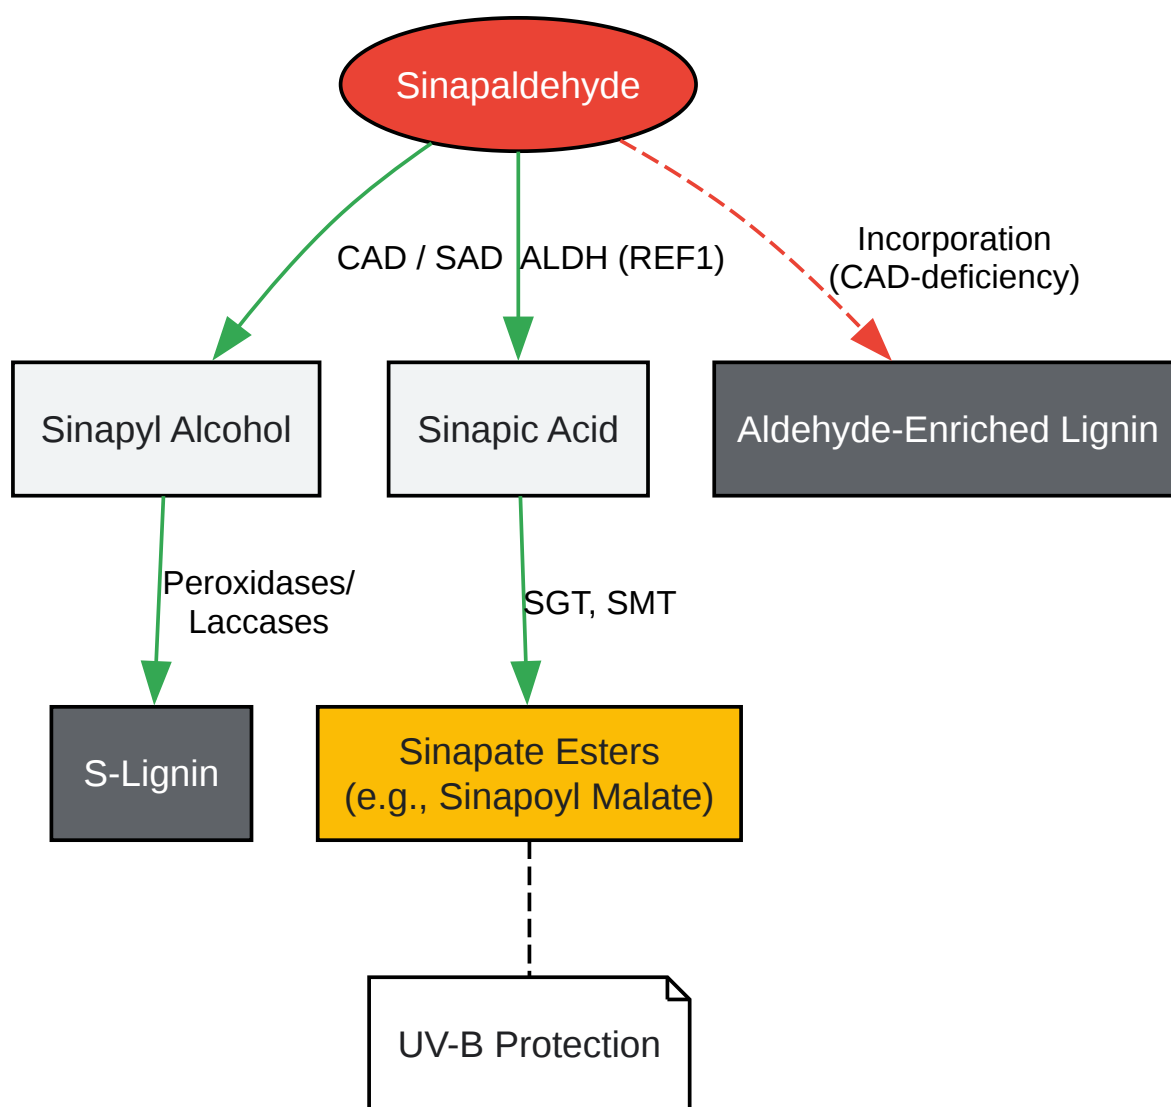 Sinapaldehyde
CAD / SAD
ALDH (REF1)
Incorporation
(CAD-deficiency)
Sinapyl Alcohol
Sinapic Acid
Aldehyde-Enriched Lignin
Peroxidases/
Laccases
SGT, SMT
S-Lignin
Sinapate Esters
(e.g., Sinapoyl Malate)
UV-B Protection